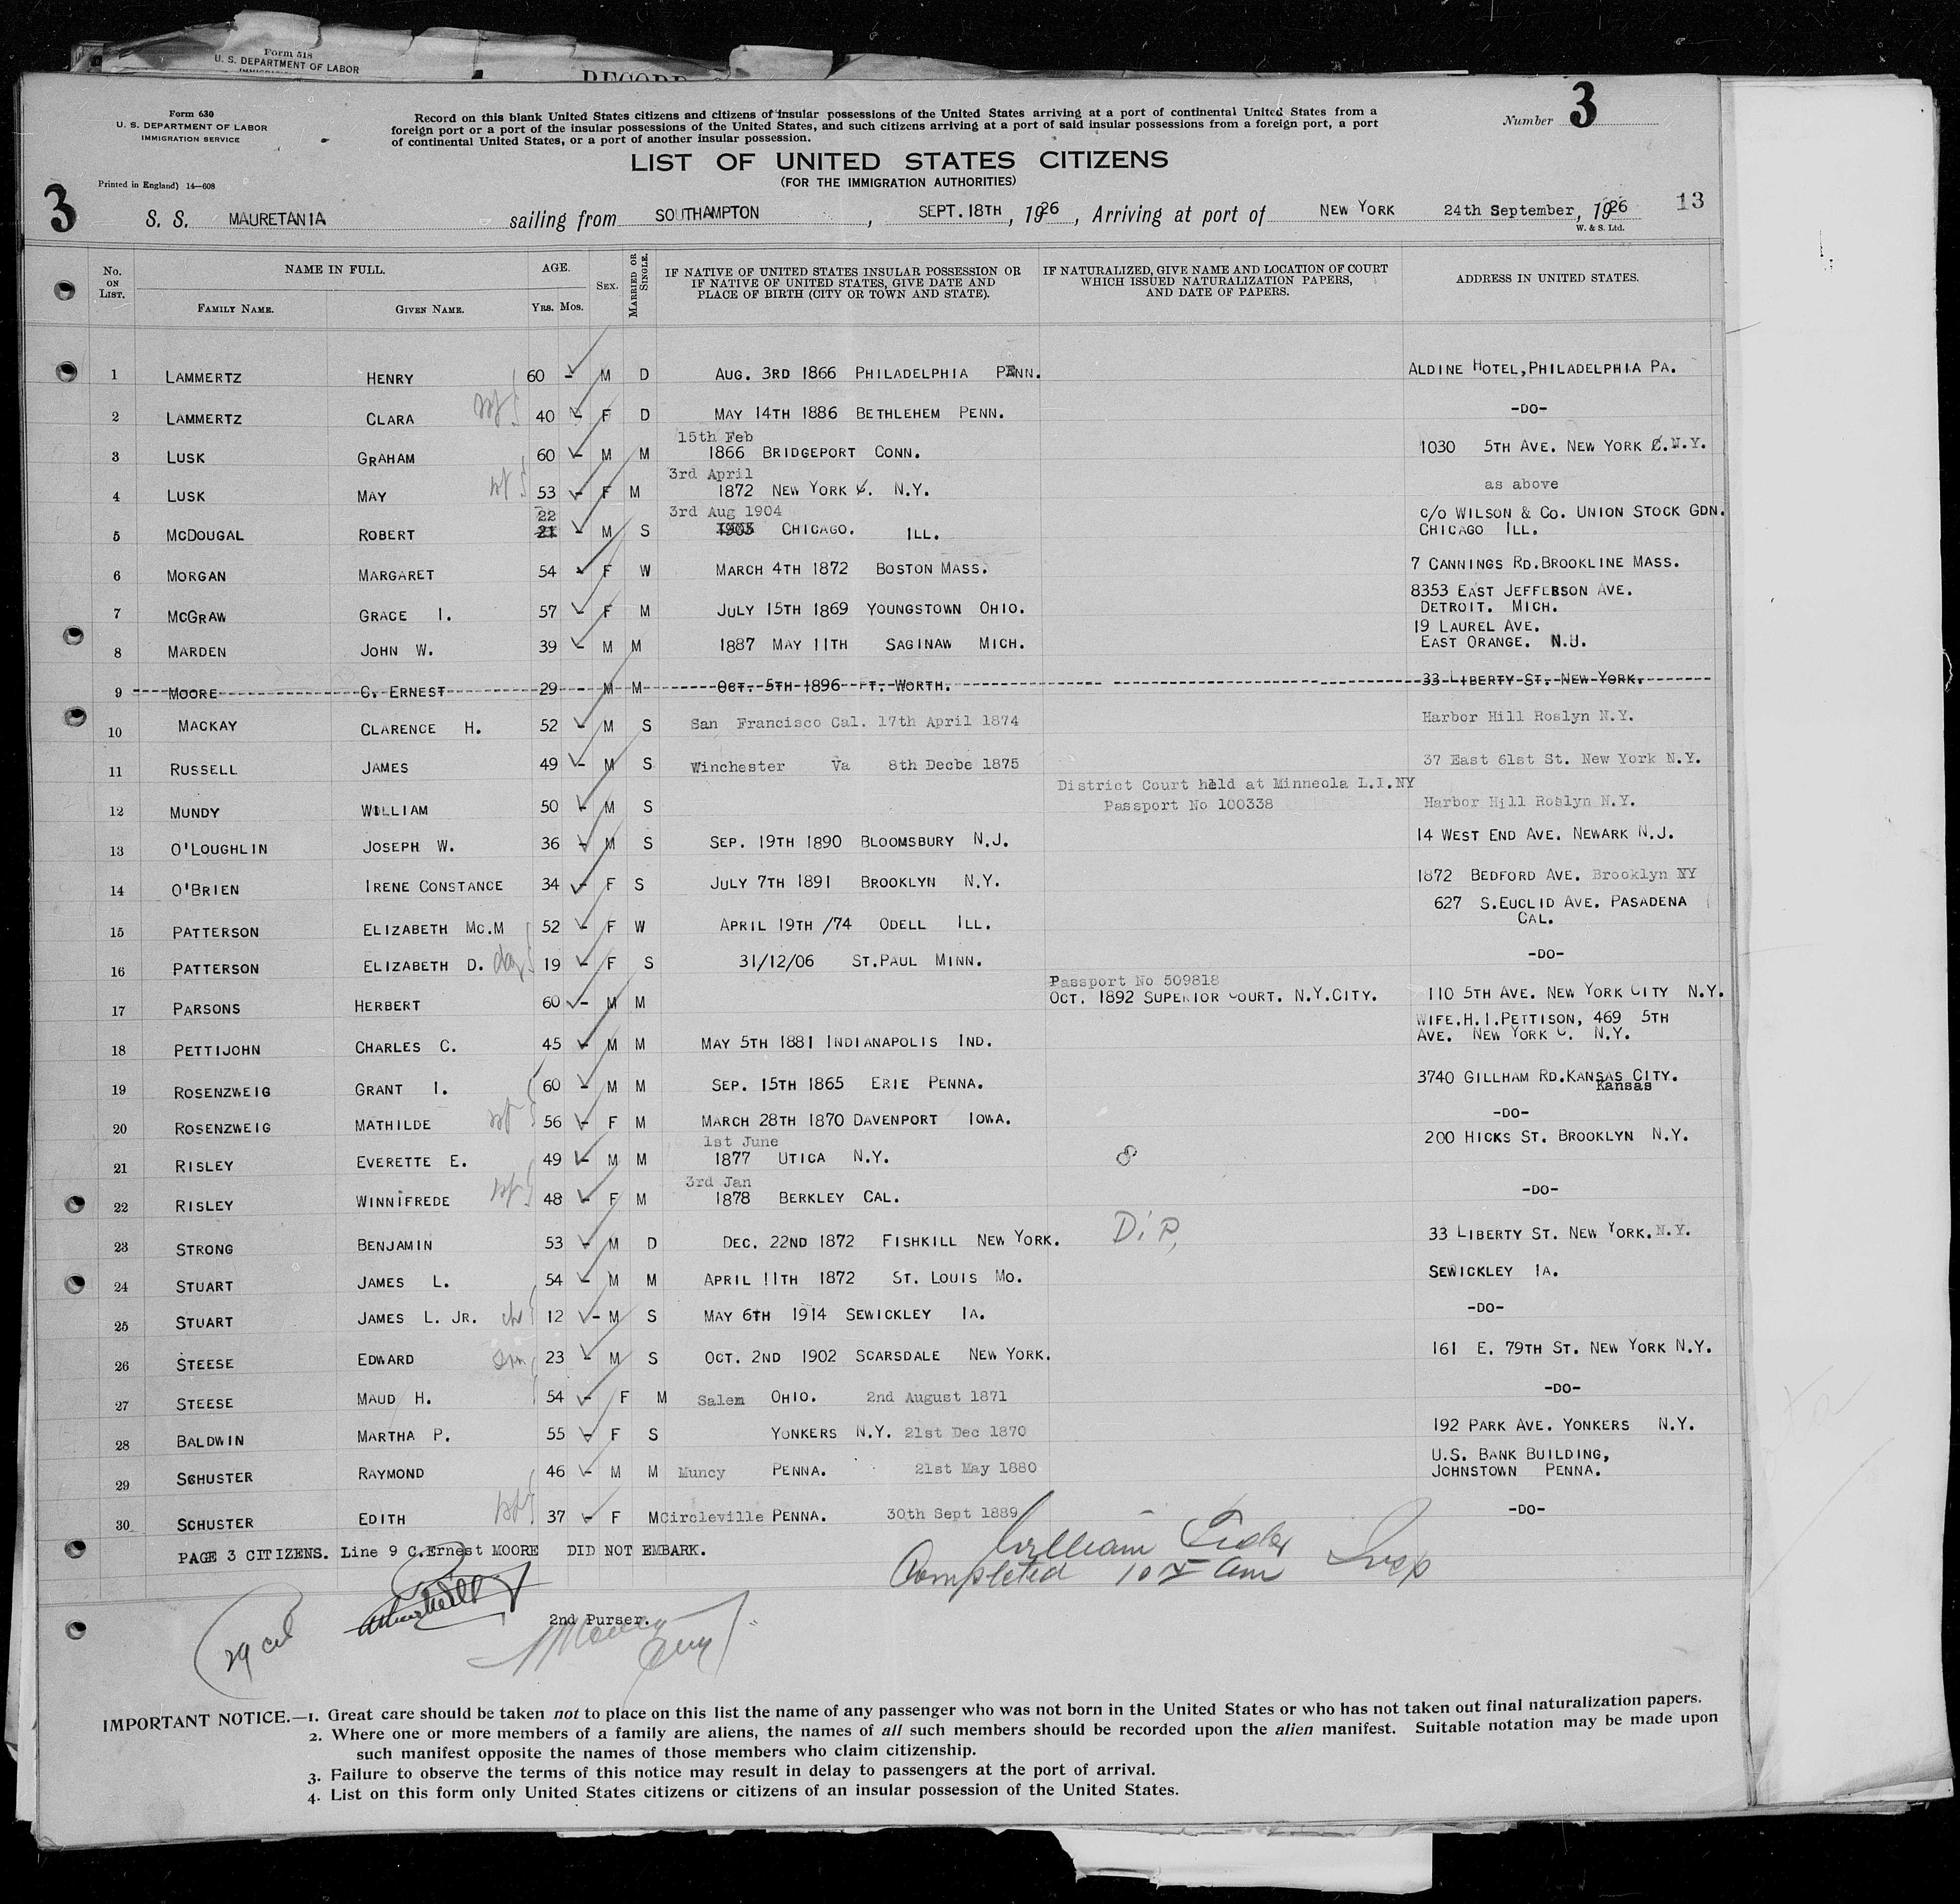 Form 518
U. S. DEPARTMENT OF LABOR
RECORD
Form 630
U. S. DEPARTMENT OF LABOR
IMMIGRATION SERVICE
Record on this blank United States citizens and citizens of insular possessions of the United States arriving at a port of continental United States from a
foreign port or a port of the insular possessions of the United States, and such citizens arriving at a port of said insular possessions from a foreign port, a port
of continental United States, or a port of another insular possession.
Number 3
LIST OF UNITED STATES CITIZENS
(FOR THE IMMIGRATION AUTHORITIES)
Printed in England) 14—608
3
S. S. MAURETANIA sailing from SOUTHAMPTON, SEPT. 18TH, 1926, Arriving at port of NEW YORK 24th September, 1926 13
W. & S. Ltd.
No. ON LIST. NAME IN FULL. FAMILY NAME. GIVEN NAME. AGE. YRS. MOS. SEX. MARRIED OR SINGLE. IF NATIVE OF UNITED STATES INSULAR POSSESSION OR IF NATIVE OF UNITED STATES, GIVE DATE AND PLACE OF BIRTH (CITY OR TOWN AND STATE). IF NATURALIZED, GIVE NAME AND LOCATION OF COURT WHICH ISSUED NATURALIZATION PAPERS, AND DATE OF PAPERS. ADDRESS IN UNITED STATES.
1 LAMMERTZ HENRY 60 - M D AUG. 3RD 1866 PHILADELPHIA PENN. ALDINE HOTEL, PHILADELPHIA PA.
2 LAMMERTZ CLARA wf 40 - F D MAY 14TH 1886 BETHLEHEM PENN. -DO-
15th Feb
3 LUSK GRAHAM 60 - M M 1866 BRIDGEPORT CONN. 1030 5TH AVE. NEW YORK C. N.Y.
3rd April
4 LUSK MAY wf 53 - F M 1872 NEW YORK C. N.Y. as above
22 3rd Aug 1904 C/O WILSON & CO. UNION STOCK GDN.
5 MCDOUGAL ROBERT 21 - M S 1905 CHICAGO. ILL. CHICAGO ILL.
6 MORGAN MARGARET 54 - F W MARCH 4TH 1872 BOSTON MASS. 7 CANNINGS RD. BROOKLINE MASS.
8353 EAST JEFFERSON AVE.
7 MCGRAW GRACE I. 57 - F M JULY 15TH 1869 YOUNGSTOWN OHIO. DETROIT. MICH.
19 LAUREL AVE.
8 MARDEN JOHN W. 39 - M M 1887 MAY 11TH SAGINAW MICH. EAST ORANGE. N.J.
9 MOORE C. ERNEST 29 - M M OCT. 5TH 1896 FT. WORTH. 33 LIBERTY ST. NEW YORK.
10 MACKAY CLARENCE H. 52 - M S San Francisco Cal. 17th April 1874 Harbor Hill Roslyn N.Y.
11 RUSSELL JAMES 49 - M S Winchester Va 8th Decbe 1875 37 East 61st St. New York N.Y.
District Court held at Minneola L.I.NY
12 MUNDY WILLIAM 50 - M S Passport No 100338 Harbor Hill Roslyn N.Y.
13 O'LOUGHLIN JOSEPH W. 36 - M S SEP. 19TH 1890 BLOOMSBURY N.J. 14 WEST END AVE. NEWARK N.J.
14 O'BRIEN IRENE CONSTANCE 34 - F S JULY 7TH 1891 BROOKLYN N.Y. 1872 BEDFORD AVE. Brooklyn NY
627 S.EUCLID AVE. PASADENA
15 PATTERSON ELIZABETH MC.M 52 - F W APRIL 19TH /74 ODELL ILL. CAL.
16 PATTERSON ELIZABETH D. dau 19 - F S 31/12/06 ST.PAUL MINN. -DO-
Passport No 509818
17 PARSONS HERBERT 60 - M M OCT. 1892 SUPERIOR COURT. N.Y.CITY. 110 5TH AVE. NEW YORK CITY N.Y.
WIFE.H.I.PETTISON, 469 5TH
18 PETTIJOHN CHARLES C. 45 - M M MAY 5TH 1881 INDIANAPOLIS IND. AVE. NEW YORK C. N.Y.
19 ROSENZWEIG GRANT I. 60 - M M SEP. 15TH 1865 ERIE PENNA. 3740 GILLHAM RD.KANSAS CITY.
Kansas
20 ROSENZWEIG MATHILDE wf 56 - F M MARCH 28TH 1870 DAVENPORT IOWA. -DO-
1st June
21 RISLEY EVERETTE E. 49 - M M 1877 UTICA N.Y. 200 HICKS ST. BROOKLYN N.Y.
3rd Jan
22 RISLEY WINNIFREDE wf 48 - F M 1878 BERKLEY CAL. -DO-
23 STRONG BENJAMIN 53 - M D DEC. 22ND 1872 FISHKILL NEW YORK. Di P, 33 LIBERTY ST. NEW YORK. N.Y.
24 STUART JAMES L. 54 - M M APRIL 11TH 1872 ST. LOUIS MO. SEWICKLEY IA.
25 STUART JAMES L. JR. ch 12 - M S MAY 6TH 1914 SEWICKLEY IA. -DO-
26 STEESE EDWARD son 23 - M S OCT. 2ND 1902 SCARSDALE NEW YORK. 161 E. 79TH ST. NEW YORK N.Y.
27 STEESE MAUD H. 54 - F M Salem OHIO. 2nd August 1871 -DO-
28 BALDWIN MARTHA P. 55 - F S YONKERS N.Y. 21st Dec 1870 192 PARK AVE. YONKERS N.Y.
U.S. BANK BUILDING,
29 SCHUSTER RAYMOND 46 - M M Muncy PENNA. 21st May 1880 JOHNSTOWN PENNA.
30 SCHUSTER EDITH wf 37 - F M Circleville PENNA. 30th Sept 1889 -DO-
PAGE 3 CITIZENS. Line 9 C.Ernest MOORE DID NOT EMBARK.
William Insp
Completed 10 am
29 cit
2nd Purser.
IMPORTANT NOTICE.—1. Great care should be taken not to place on this list the name of any passenger who was not born in the United States or who has not taken out final naturalization papers.
2. Where one or more members of a family are aliens, the names of all such members should be recorded upon the alien manifest. Suitable notation may be made upon
such manifest opposite the names of those members who claim citizenship.
3. Failure to observe the terms of this notice may result in delay to passengers at the port of arrival.
4. List on this form only United States citizens or citizens of an insular possession of the United States.